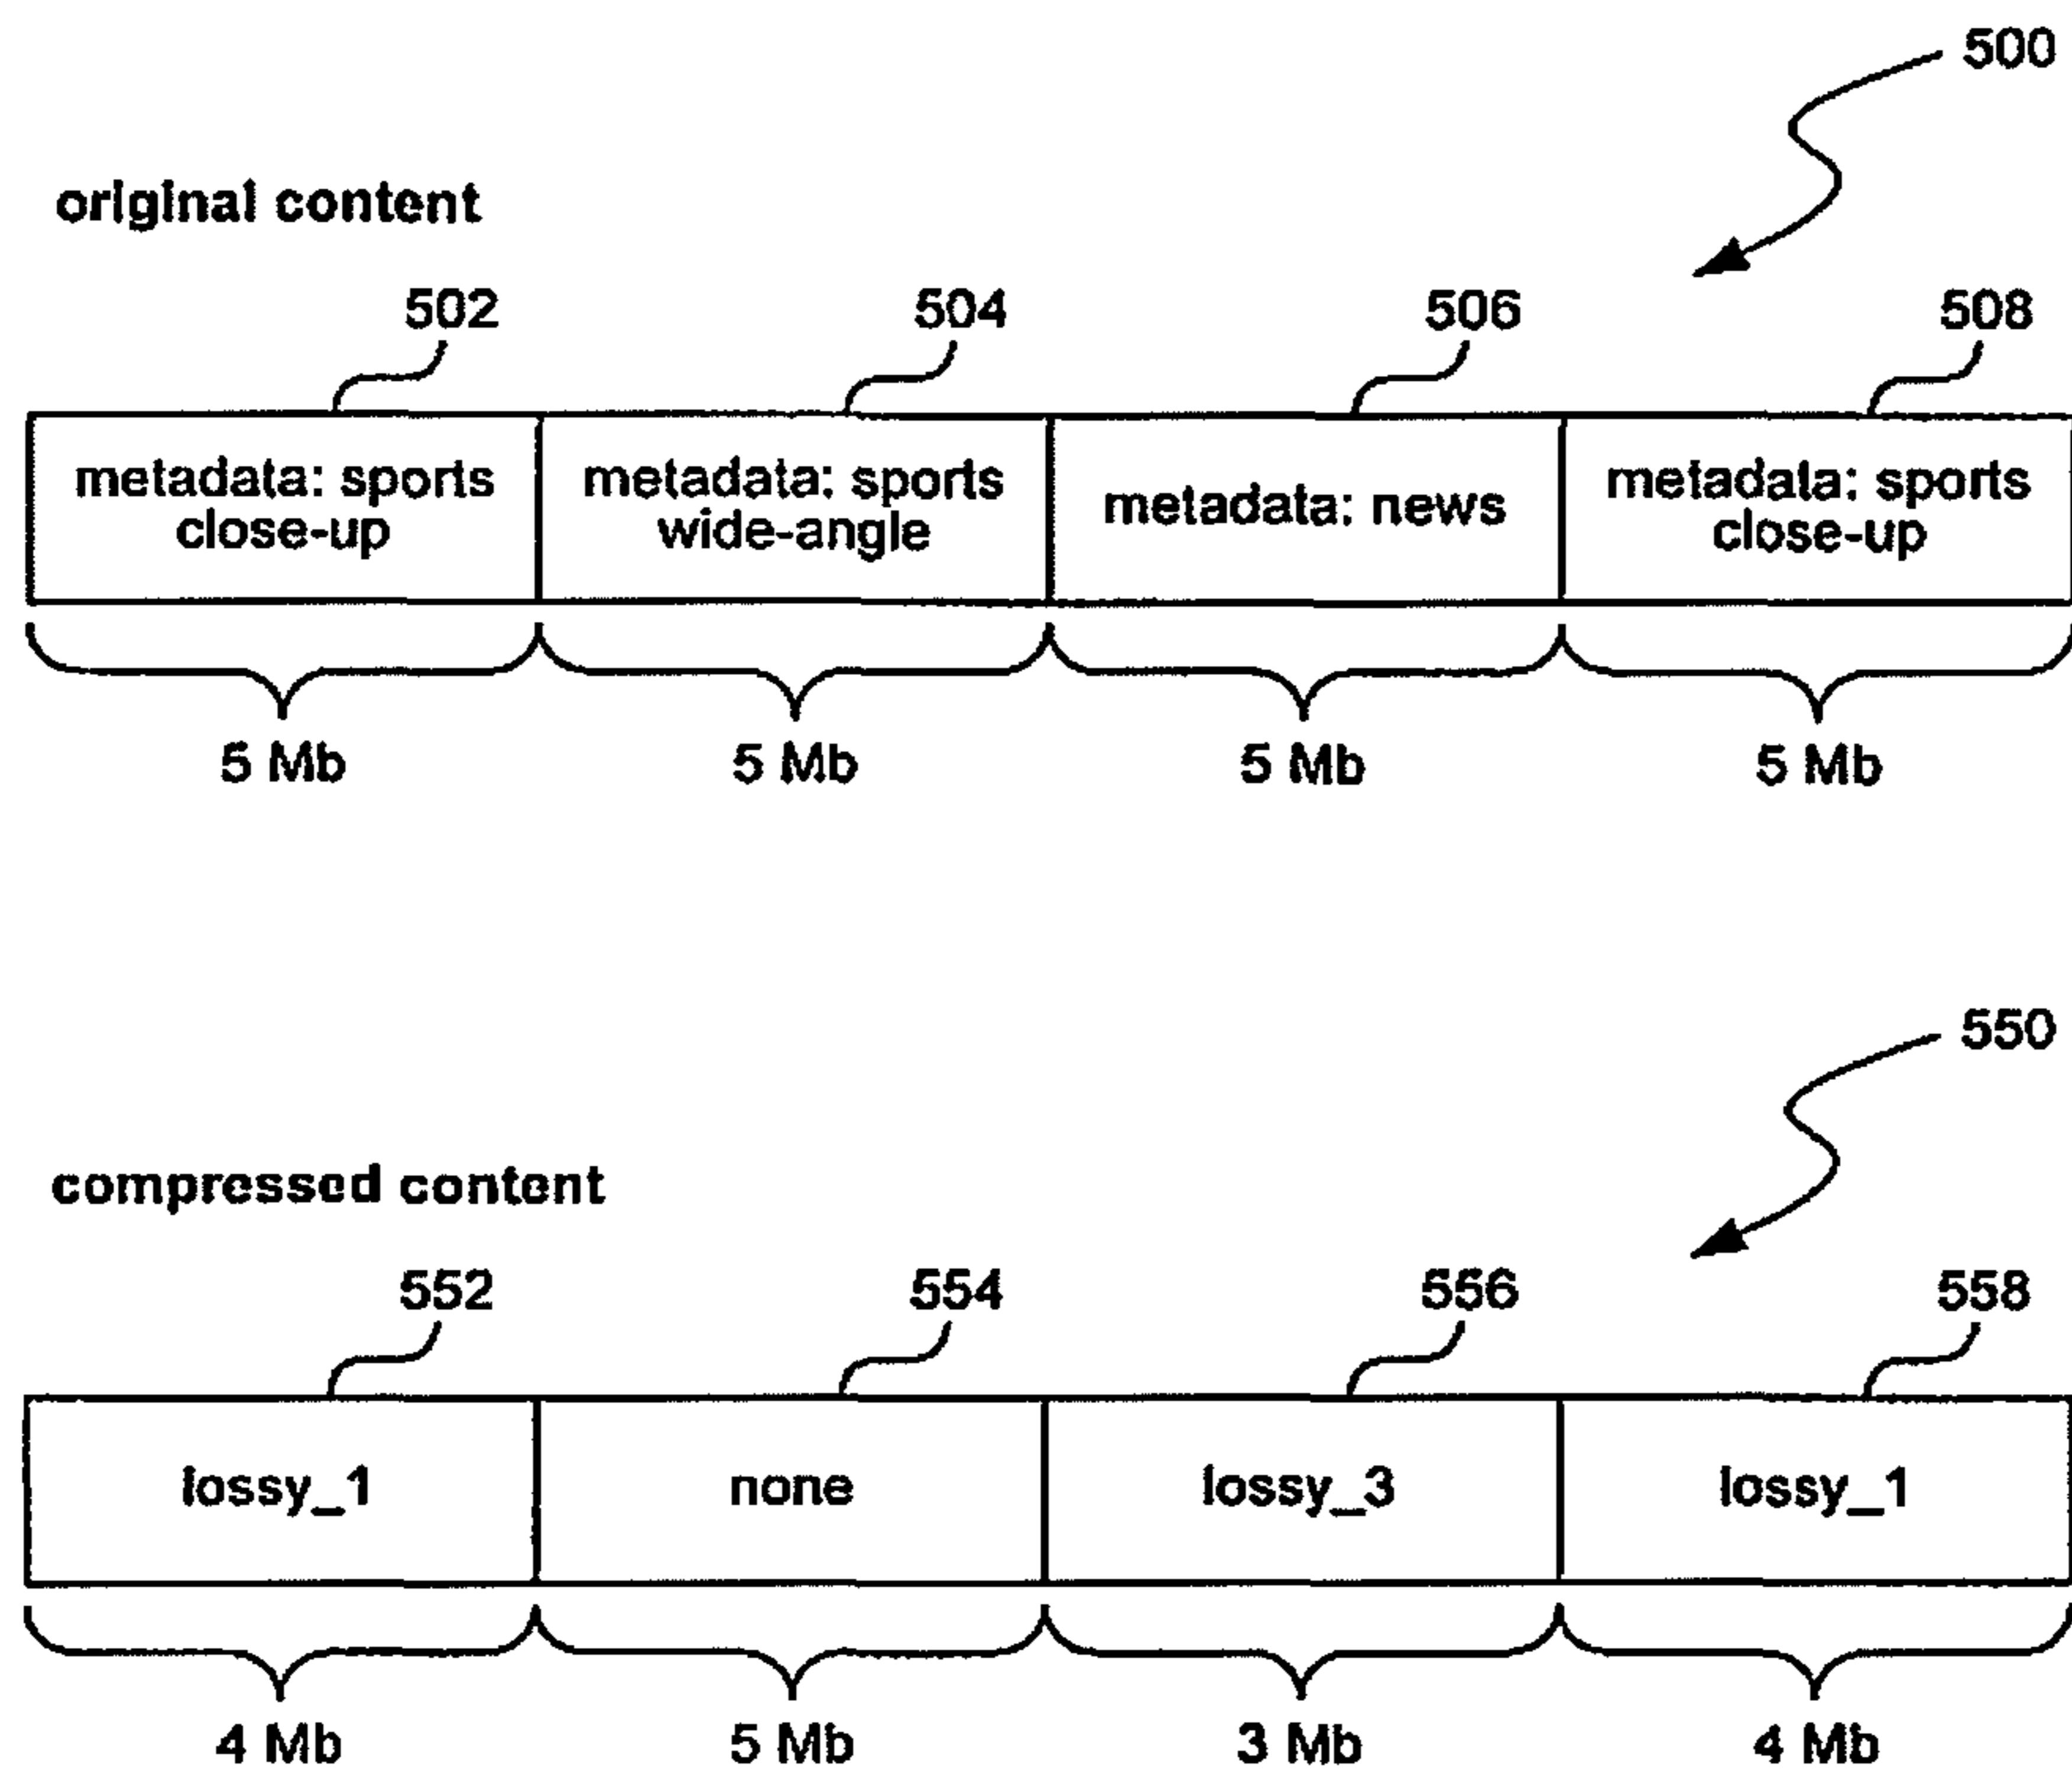 500
original content
502 504 506 508
metadata: sports
close-up
metadata: sports
wide-angle
metadata: news
metadata: sports
close-up
5 Mb 5 Mb 5 Mb 5 Mb
550
compressed content
552 554 556 558
lossy_1 none lossy_3 lossy_1
4 Mb 5 Mb 3 Mb 4 Mb